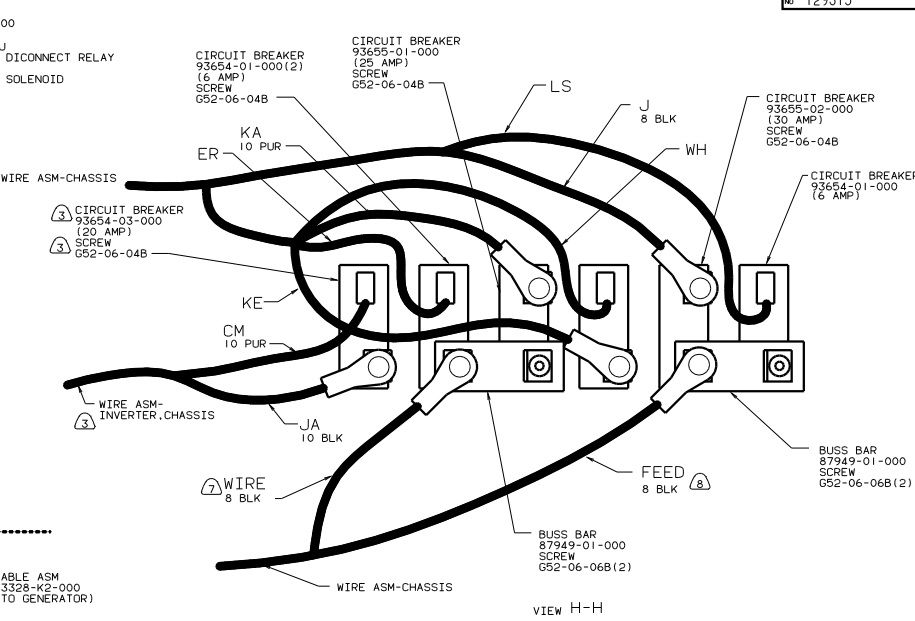 NO 129515
00
J
DICONNECT RELAY
SOLENOID
CIRCUIT BREAKER
93654-01-000(2)
(6 AMP)
SCREW
G52-06-04B
CIRCUIT BREAKER
93655-01-000
(25 AMP)
SCREW
G52-06-04B
LS
J
8 BLK
CIRCUIT BREAKER
93655-02-000
(30 AMP)
SCREW
G52-06-04B
KA
10 PUR
ER
WH
WIRE ASM-CHASSIS
CIRCUIT BREAKER
93654-01-000
(6 AMP)
3 CIRCUIT BREAKER
93654-03-000
(20 AMP)
3 SCREW
G52-06-04B
KE
CM
10 PUR
WIRE ASM-
INVERTER,CHASSIS
3
JA
10 BLK
7 WIRE
8 BLK
FEED
8 BLK 8
BUSS BAR
87949-01-000
SCREW
G52-06-06B(2)
BUSS BAR
87949-01-000
SCREW
G52-06-06B(2)
ABLE ASM
3328-K2-000
TO GENERATOR)
WIRE ASM-CHASSIS
VIEW H-H